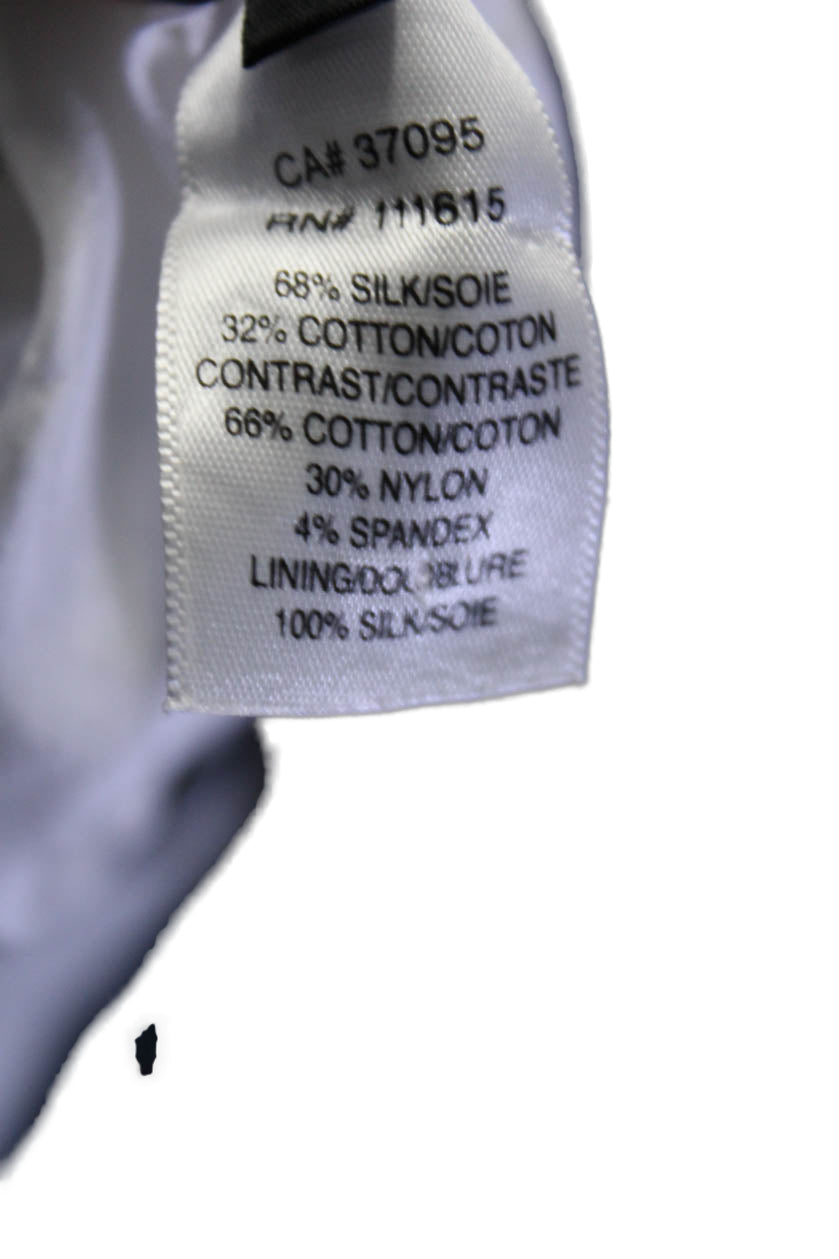 CA# 37095
RN# 111615
68% SILK/SOIE
32% COTTON/COTON
CONTRAST/CONTRASTE
66% COTTON/COTON
30% NYLON
4% SPANDEX
LINING/DOUBLURE
100% SILK/SOIE